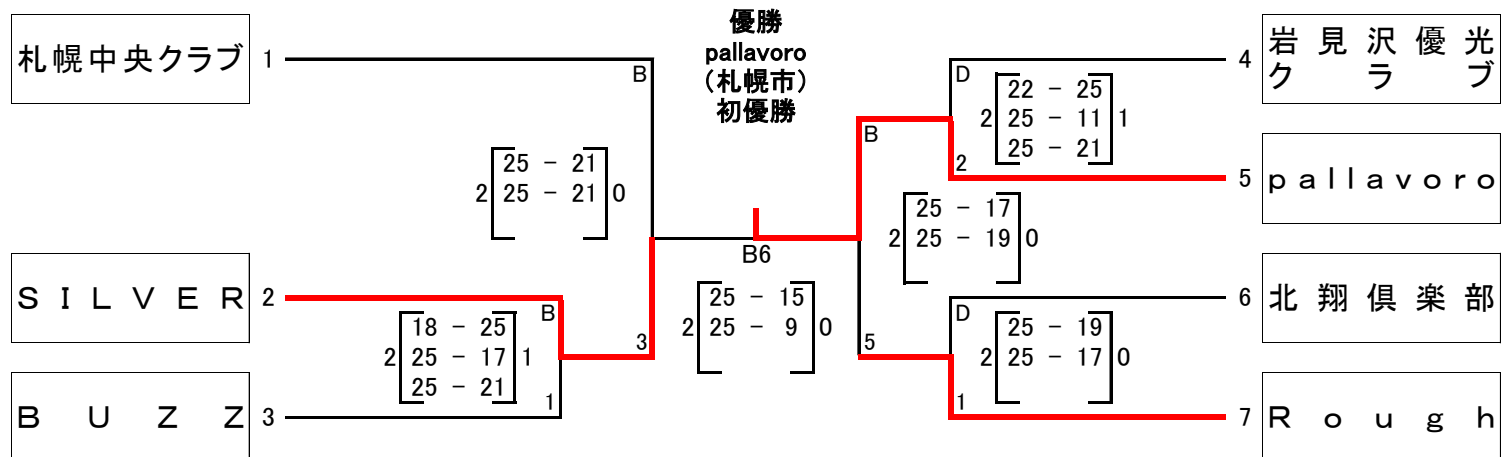 優勝
pallavoro
(札幌市)
初優勝
札幌中央クラブ 1
B
25 - 21
2 25 - 21 0
SILVER 2
B
3
18 - 25
2 25 - 17 1
25 - 21
1
BUZZ 3
B6
25 - 15
2 25 - 9 0
4 岩見沢優光
クラブ
D
22 - 25
2 25 - 11 1
25 - 21
B
2
5 pallavoro
25 - 17
2 25 - 19 0
6 北翔倶楽部
D
25 - 19
2 25 - 17 0
5
1
7 Rough